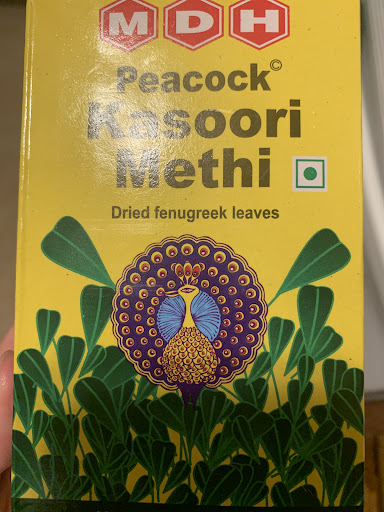 MDH
Peacock©
Kasoori
Methi
Dried fenugreek leaves